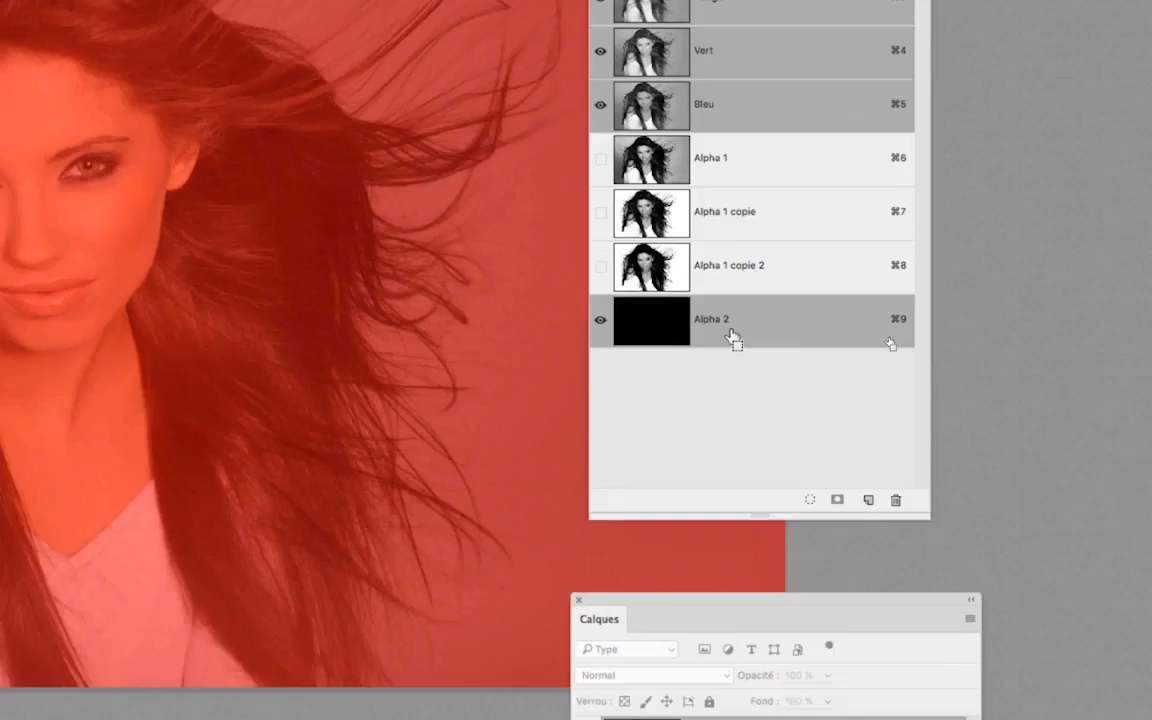 Vert ⌘4
Bleu ⌘5
Alpha 1 ⌘6
Alpha 1 copie ⌘7
Alpha 1 copie 2 ⌘8
Alpha 2 ⌘9
Calques
Type
Normal Opacité : 100 %
Verrou : Fond : 100 %